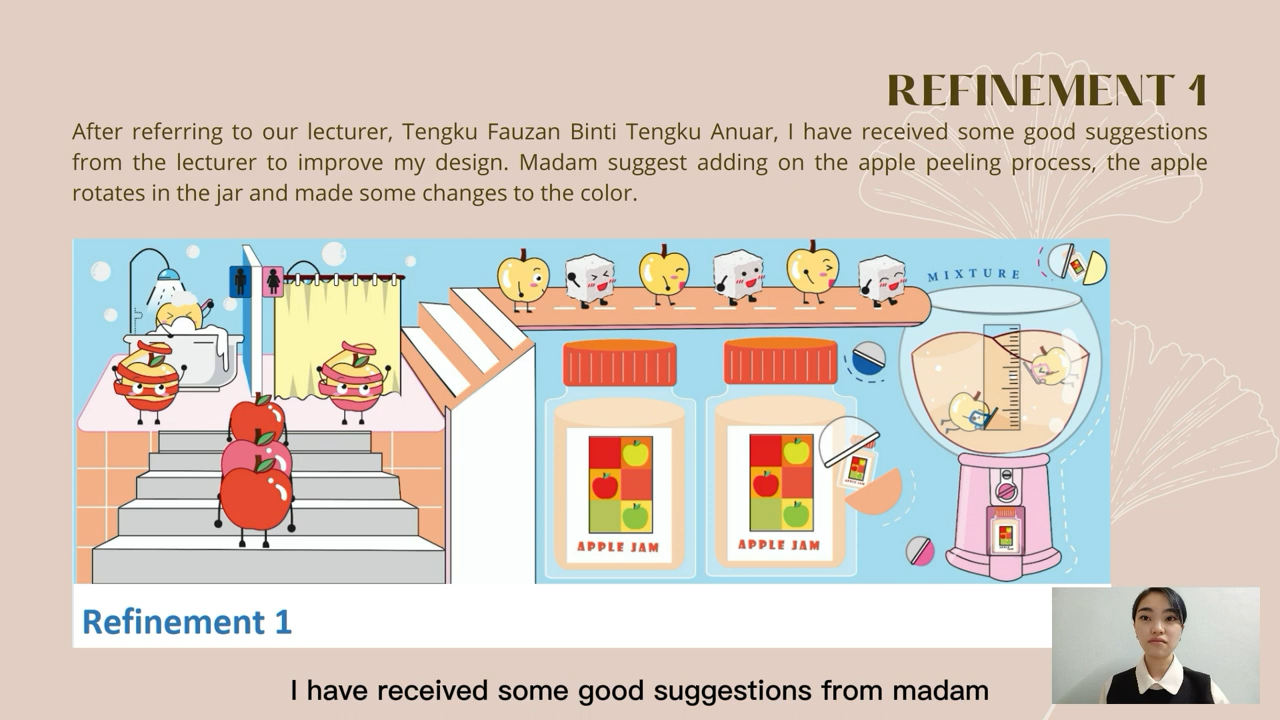 REFINEMENT 1
After referring to our lecturer, Tengku Fauzan Binti Tengku Anuar, I have received some good suggestions
from the lecturer to improve my design. Madam suggest adding on the apple peeling process, the apple
rotates in the jar and made some changes to the color.
MIXTURE
APPLE JAM
APPLE JAM
Refinement 1
I have received some good suggestions from madam